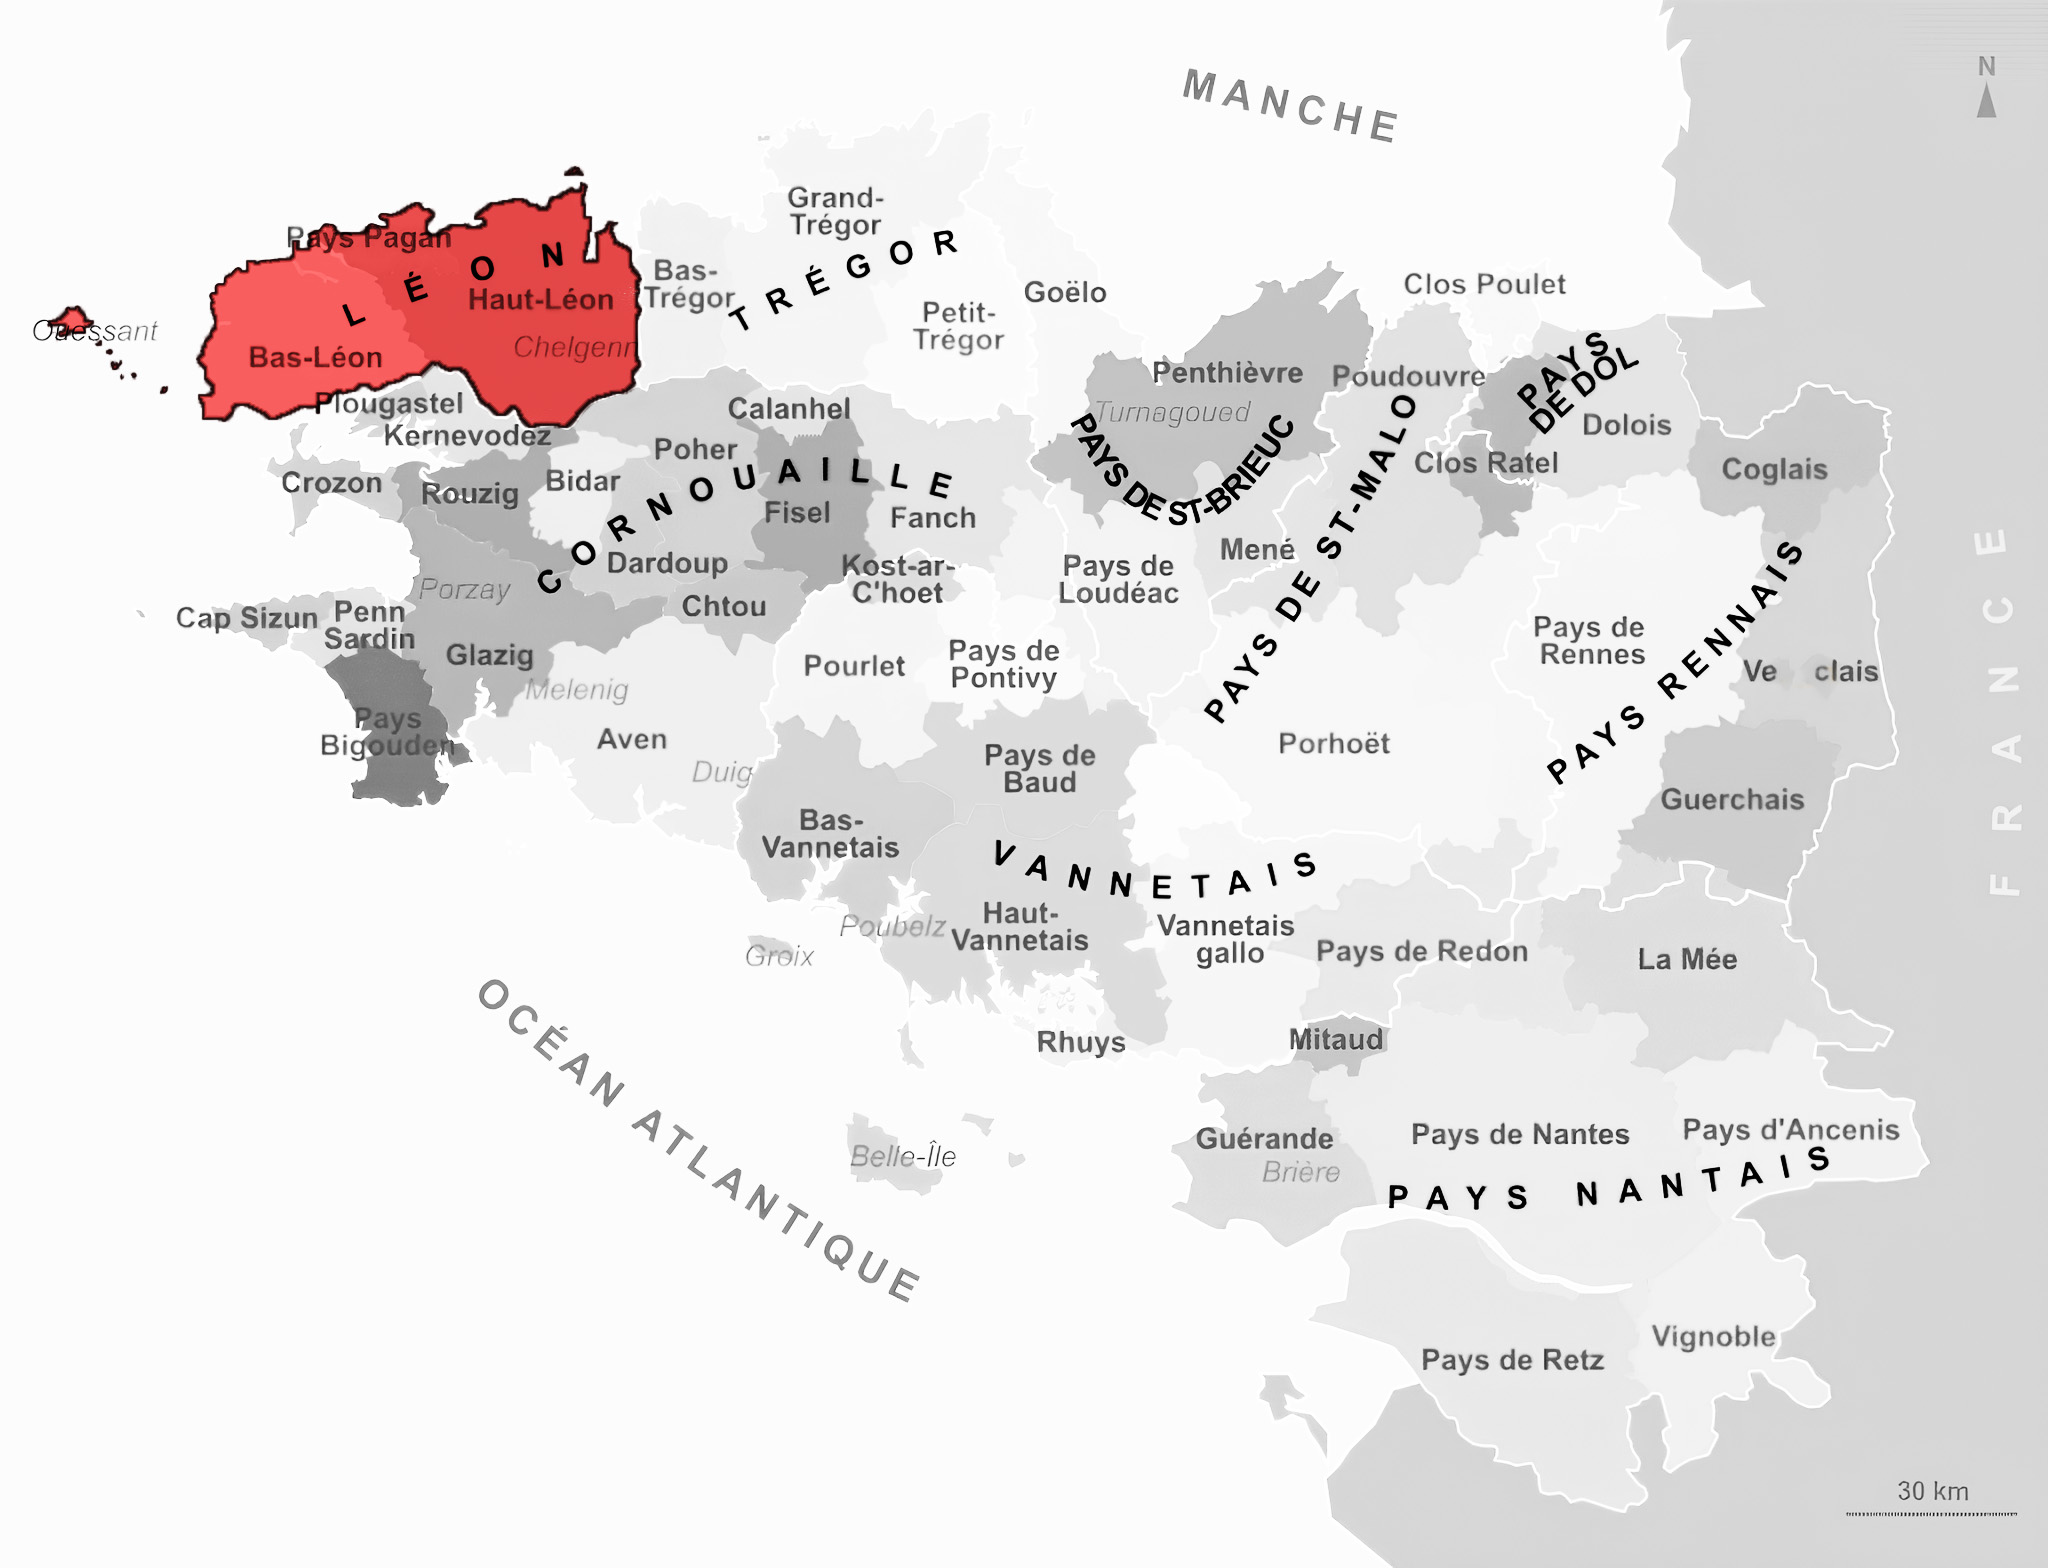 MANCHE
N
Grand-
Trégor
Pays Pagan
LÉON
Haut-Léon
Chelgenn
Bas-Léon
Ouessant
Bas-
Trégor
TRÉGOR
Petit-
Trégor
Goëlo
Clos Poulet
Penthièvre
Turnegoued
Poudouvre
PAYS
DE DOL
Dolois
Clos Ratel
Coglais
PAYS DE ST-BRIEUC
PAYS DE ST-MALO
Plougastel
Kernevodez
Calanhel
Poher
CORNOUAILLE
Crozon
Rouzig
Bidar
Fisel
Fanch
Dardoup
Kost-ar-
C'hoet
Porzay
Chtou
Pays de
Loudéac
Mené
Cap Sizun
Penn
Sardin
Glazig
Melenig
Pourlet
Pays de
Pontivy
Pays de
Rennes
PAYS RENNAIS
FRANCE
Pays
Bigouden
Aven
Duig
Pays de
Baud
Porhoët
Guerchais
Bas-
Vannetais
VANNETAIS
Haut-
Vannetais
Vannetais
gallo
Poubelz
Groix
Pays de Redon
La Mée
Rhuys
Mitaud
OCÉAN ATLANTIQUE
Belle-Île
Guérande
Brière
Pays de Nantes
Pays d'Ancenis
PAYS NANTAIS
Pays de Retz
Vignoble
30 km